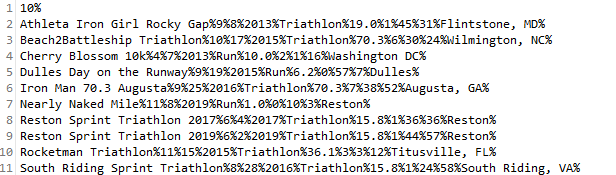 1 10%
2 Athleta Iron Girl Rocky Gap%9%8%2013%Triathlon%19.0%1%45%31%Flintstone, MD%
3 Beach2Battleship Triathlon%10%17%2015%Triathlon%70.3%6%30%24%Wilmington, NC%
4 Cherry Blossom 10k%4%7%2013%Run%10.0%2%1%16%Washington DC%
5 Dulles Day on the Runway%9%19%2015%Run%6.2%0%57%7%Dulles%
6 Iron Man 70.3 Augusta%9%25%2016%Triathlon%70.3%7%38%52%Augusta, GA%
7 Nearly Naked Mile%11%8%2019%Run%1.0%0%10%3%Reston%
8 Reston Sprint Triathlon 2017%6%4%2017%Triathlon%15.8%1%36%36%Reston%
9 Reston Sprint Triathlon 2019%6%2%2019%Triathlon%15.8%1%44%57%Reston%
10 Rocketman Triathlon%11%15%2015%Triathlon%36.1%3%3%12%Titusville, FL%
11 South Riding Sprint Triathlon%8%28%2016%Triathlon%15.8%1%24%58%South Riding, VA%